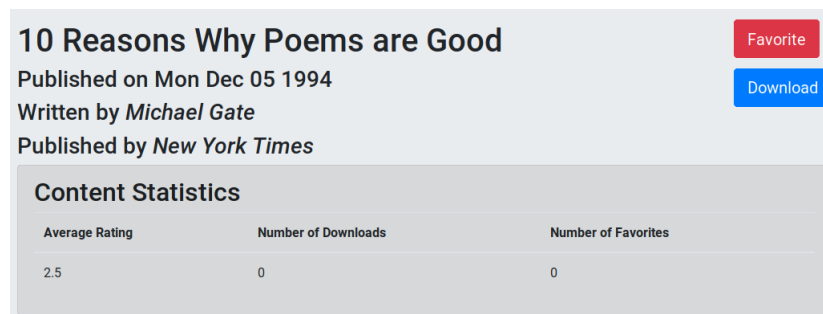 10 Reasons Why Poems are Good
Favorite
Published on Mon Dec 05 1994
Download
Written by Michael Gate
Published by New York Times
Content Statistics
Average Rating Number of Downloads Number of Favorites
2.5 0 0